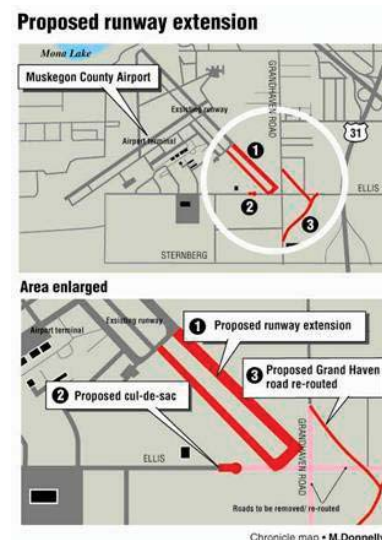 Proposed runway extension
Mona Lake
Muskegon County Airport
Exsisting runway
Airport terminal
GRANDHAVEN ROAD
31
1
ELLIS
2
3
STERNBERG
Area enlarged
Airport terminal
Exsisting runway
1 Proposed runway extension
3 Proposed Grand Haven
road re-routed
2 Proposed cul-de-sac
ELLIS
GRANDHAVEN ROAD
Roads to be removed/ re-routed
Chronicle map • M.Donnelly